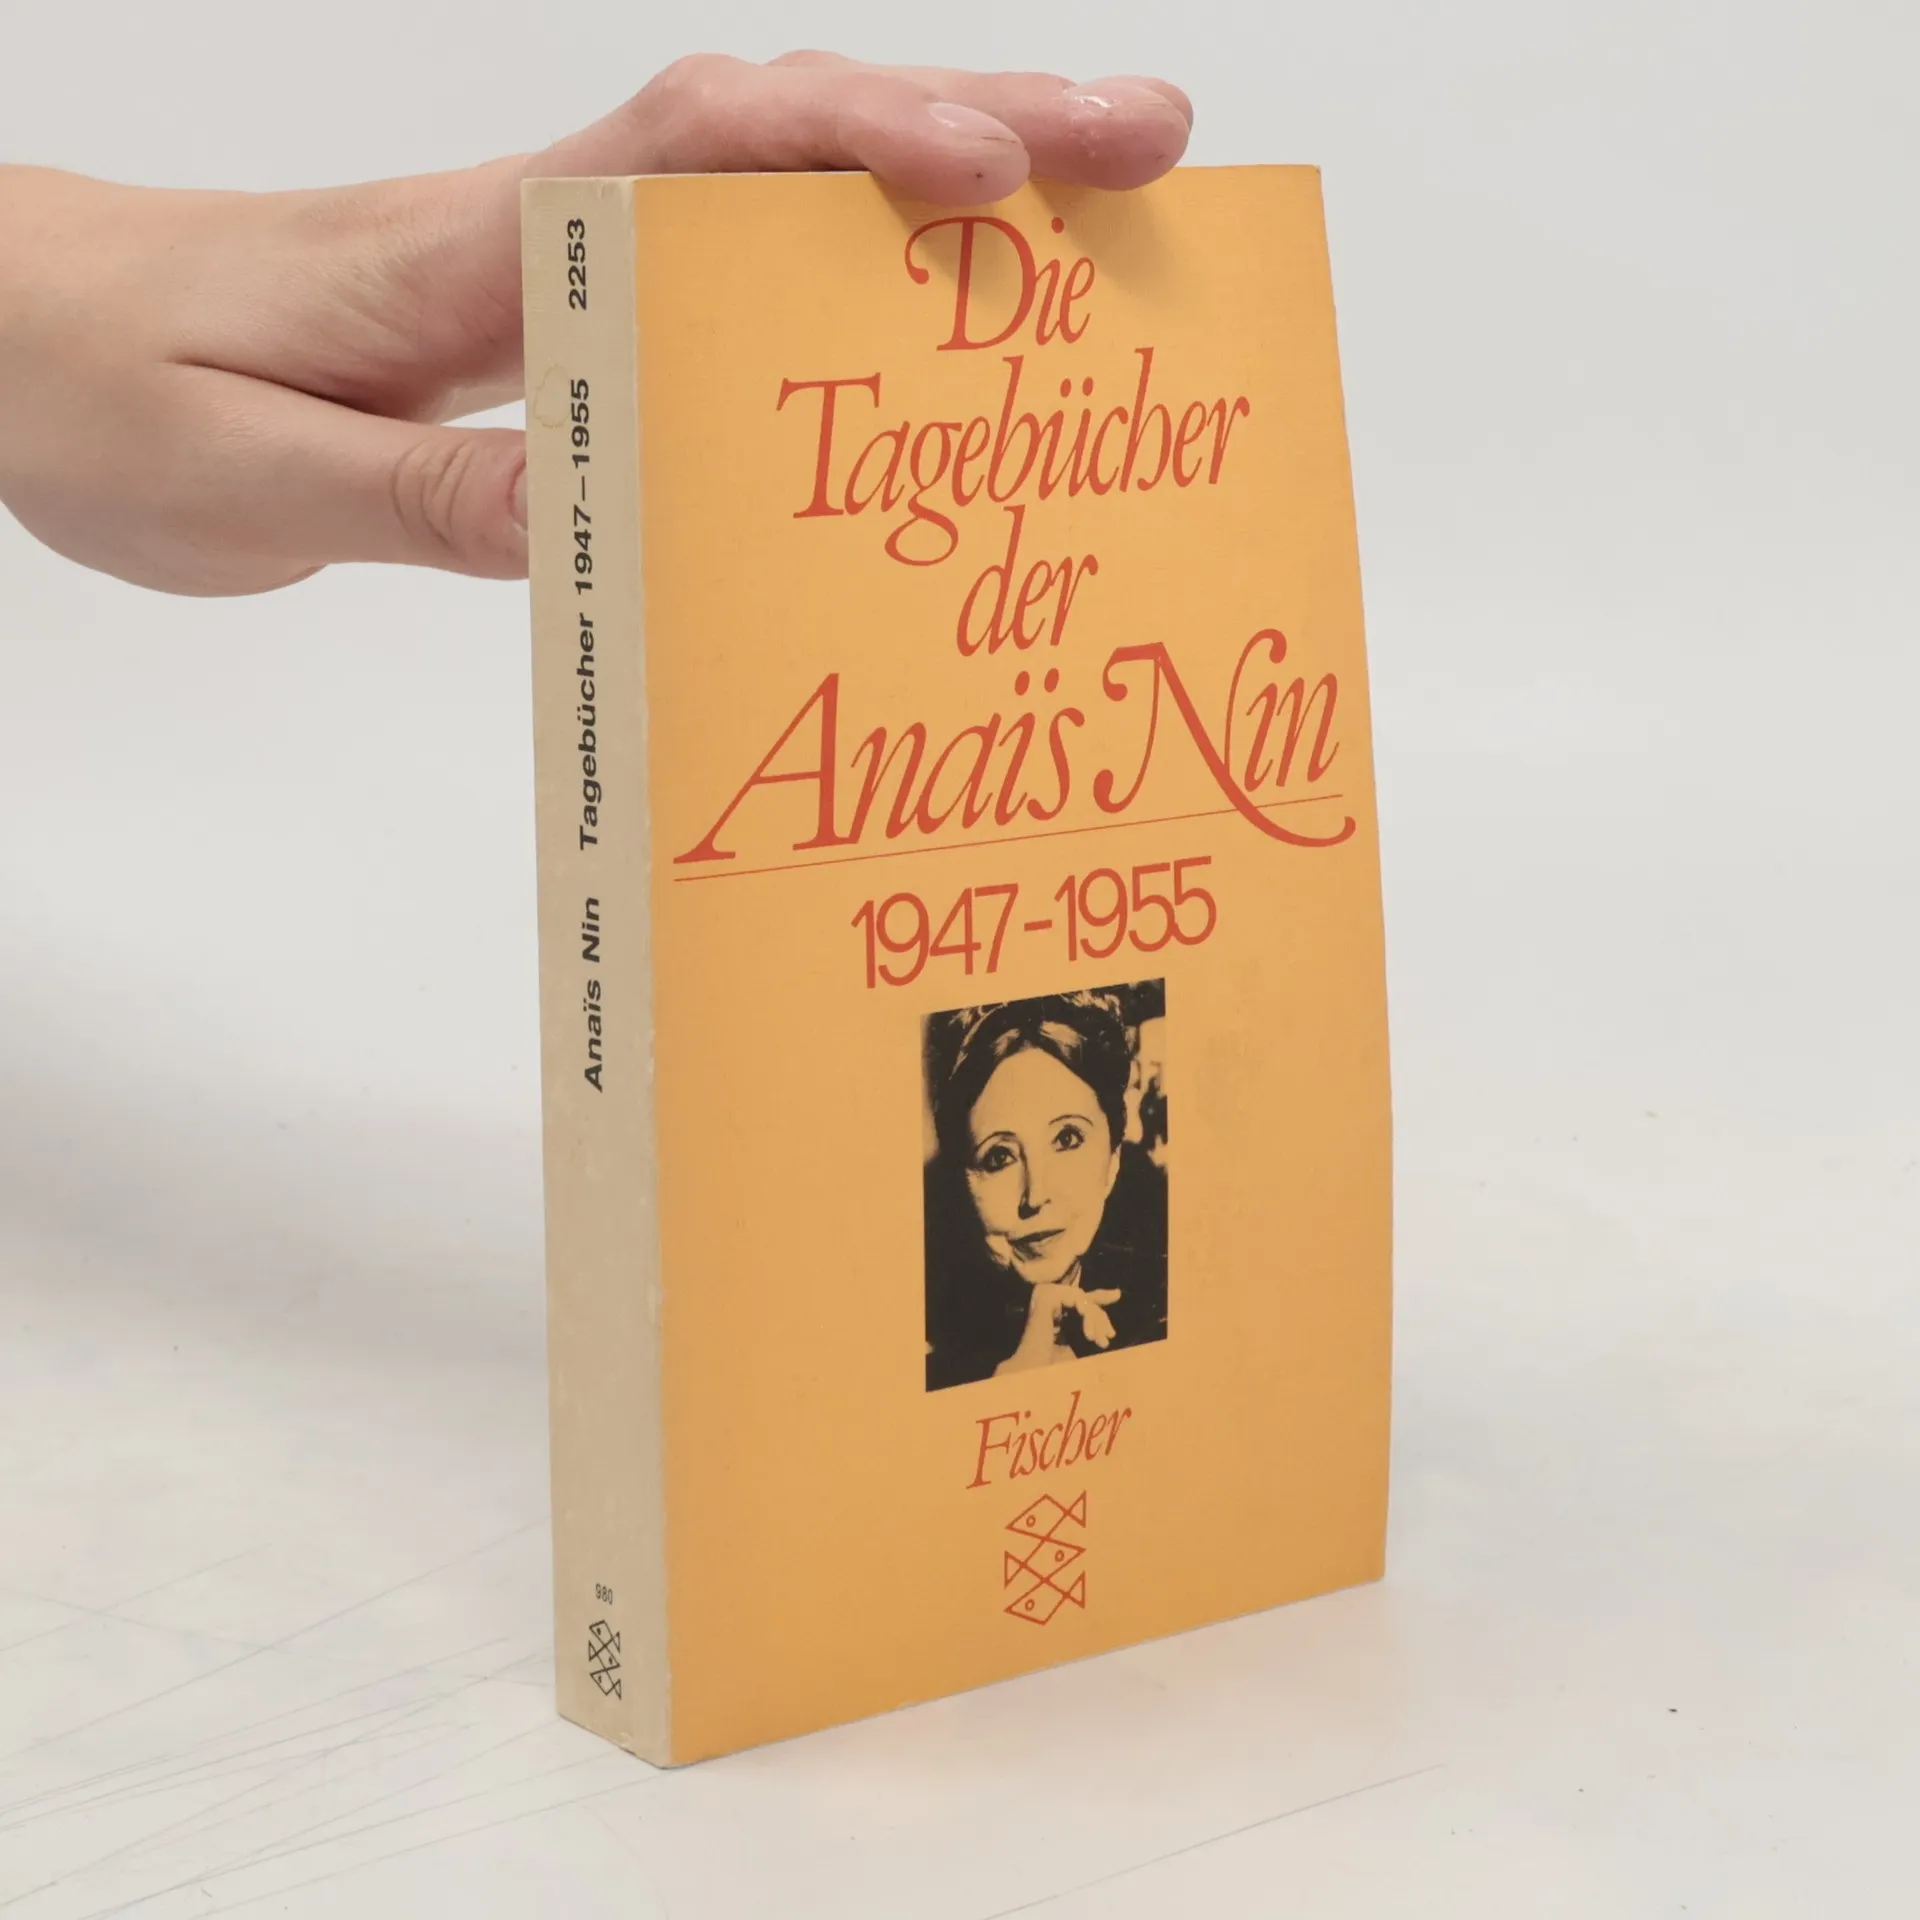 Die
Tagebücher
der
Anaïs Nin
1947-1955
Fischer
Anaïs Nin Tagebücher 1947–1955 2253
980